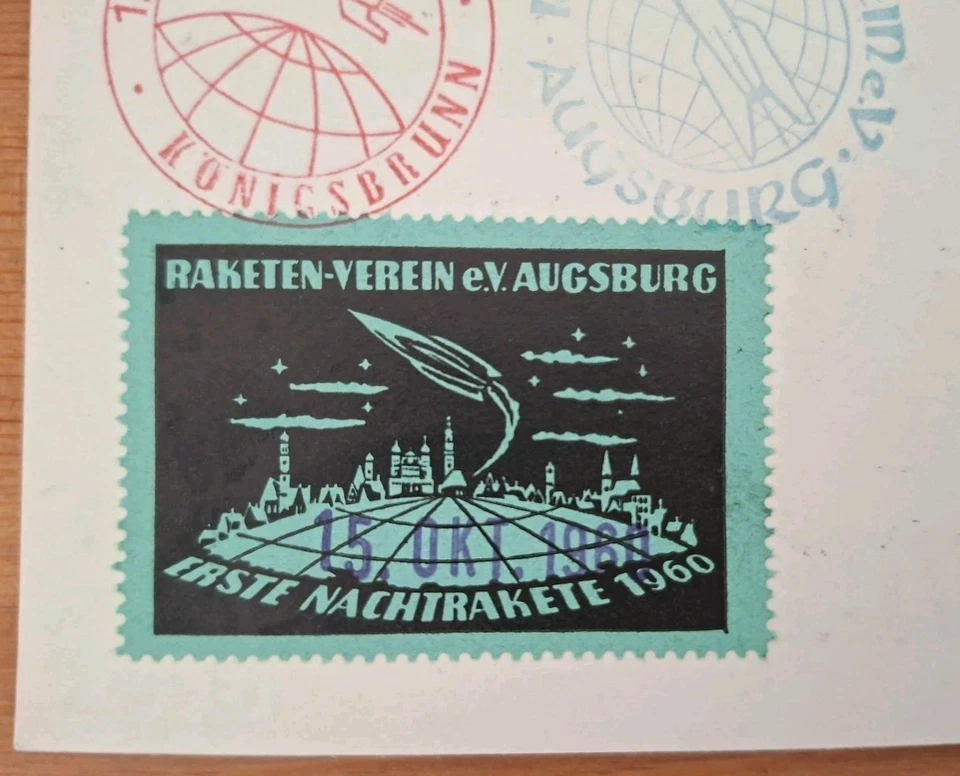 KÖNIGSBRUNN
AUGSBURG
e.V.
RAKETEN-VEREIN e.V. AUGSBURG
15. OKT. 1960
ERSTE NACHTRAKETE 1960